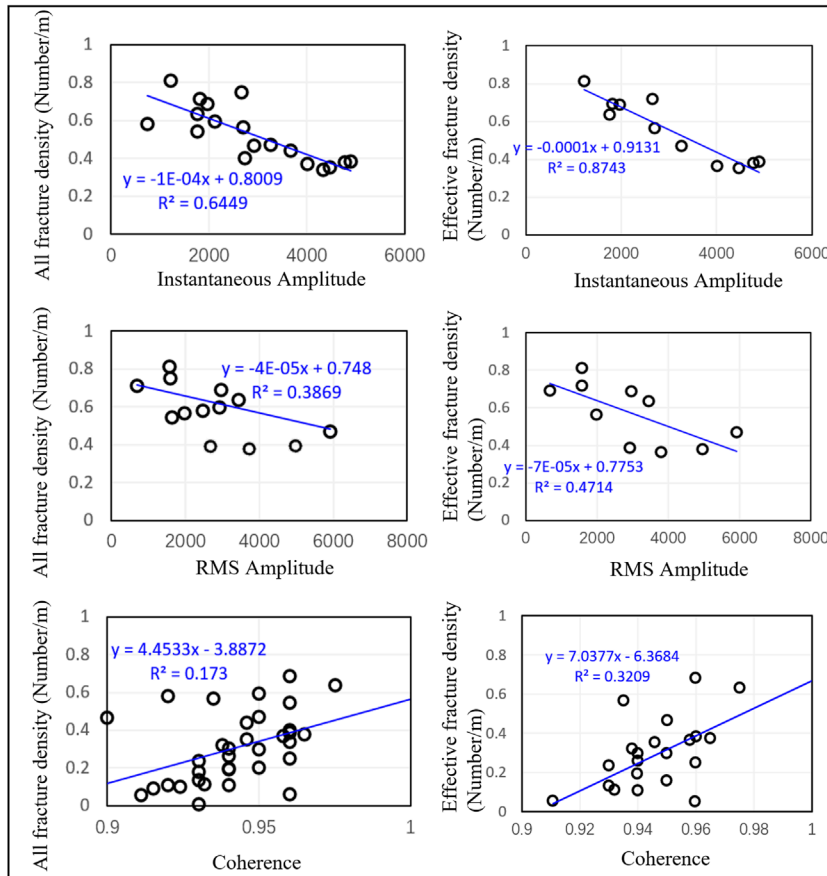 All fracture density (Number/m)
1
0.8
0.6
0.4
0.2
0
y = -1E-04x + 0.8009
R² = 0.6449
0 2000 4000 6000
Instantaneous Amplitude
Effective fracture density
(Number/m)
1
0.8
0.6
0.4
0.2
0
y = -0.0001x + 0.9131
R² = 0.8743
0 2000 4000 6000
Instantaneous Amplitude
All fracture density (Number/m)
1
0.8
0.6
0.4
0.2
0
y = -4E-05x + 0.748
R² = 0.3869
0 2000 4000 6000 8000
RMS Amplitude
Effective fracture density
(Number/m)
1
0.8
0.6
0.4
0.2
0
y = -7E-05x + 0.7753
R² = 0.4714
0 2000 4000 6000 8000
RMS Amplitude
All fracture density (Number/m)
1
0.8
0.6
0.4
0.2
0
y = 4.4533x - 3.8872
R² = 0.173
0.9 0.95 1
Coherence
Effective fracture density
(Number/m)
1
0.8
0.6
0.4
0.2
0
y = 7.0377x - 6.3684
R² = 0.3209
0.9 0.92 0.94 0.96 0.98 1
Coherence